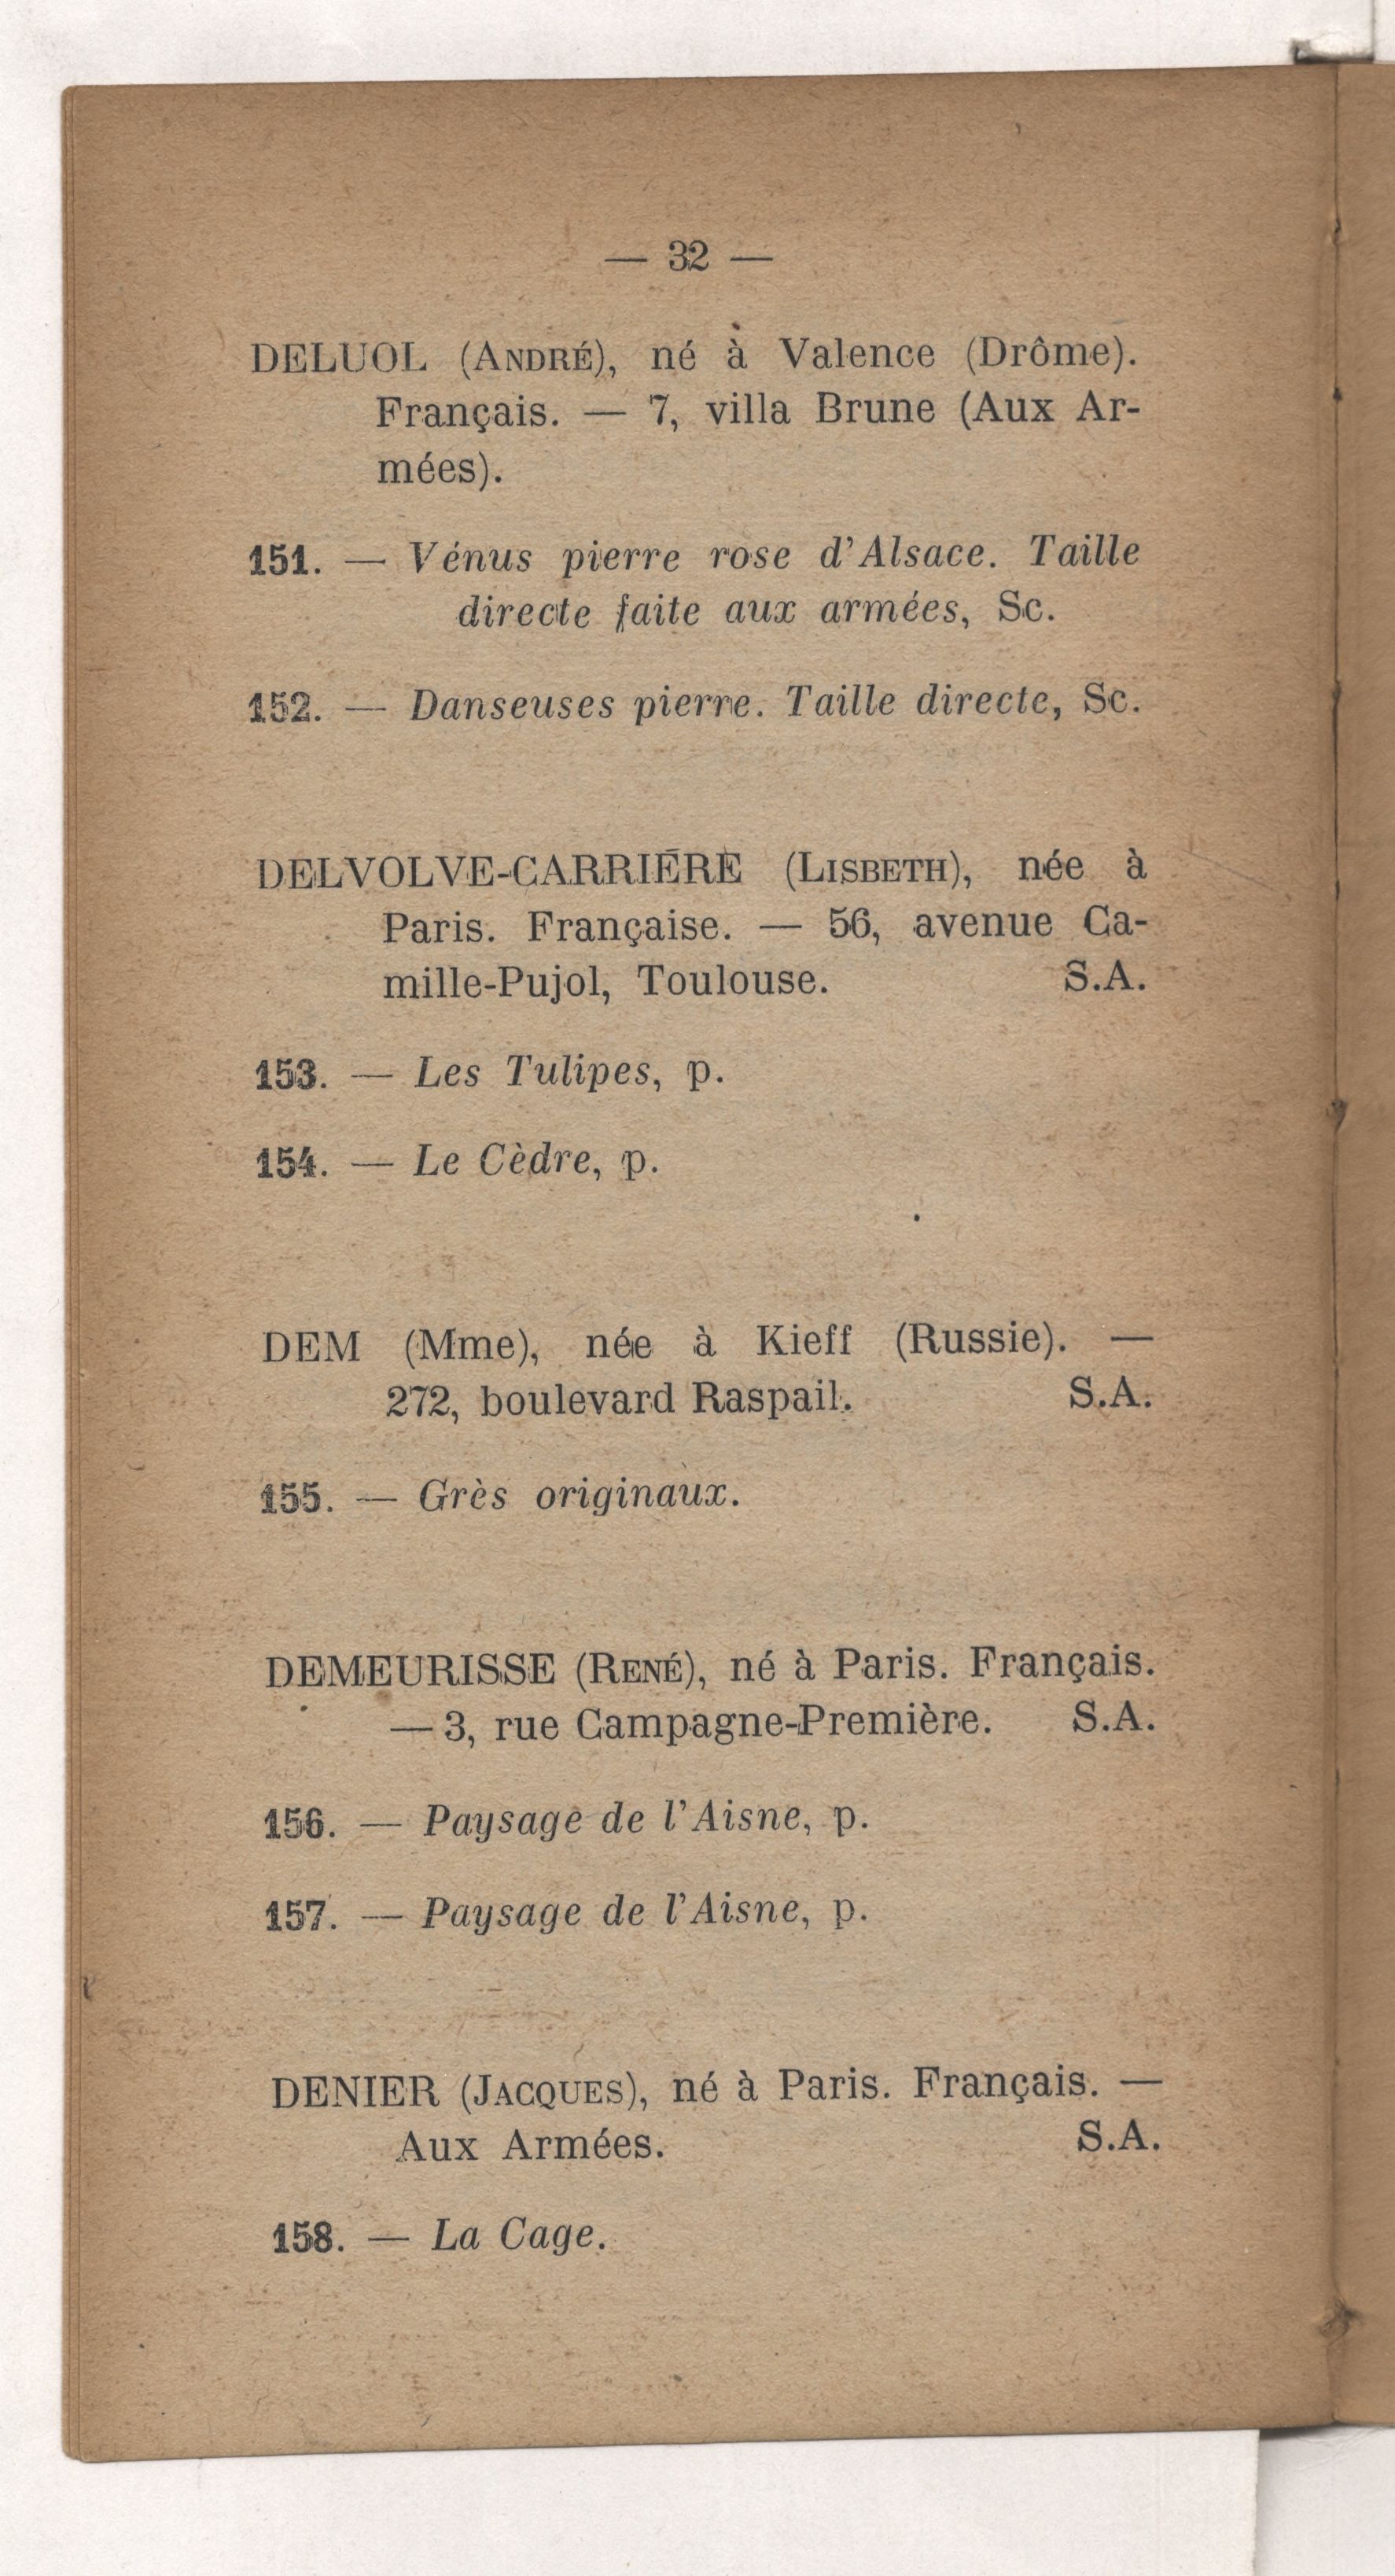 — 32 —
DELUOL (ANDRÉ), né à Valence (Drôme).
Français. — 7, villa Brune (Aux Ar-
mées).
151. — Vénus pierre rose d'Alsace. Taille
directe faite aux armées, Sc.
152. — Danseuses pierre. Taille directe, Sc.
DELVOLVE-CARRIÈRE (LISBETH), née à
Paris. Française. — 56, avenue Ca-
mille-Pujol, Toulouse. S.A.
153. — Les Tulipes, p.
154. — Le Cèdre, p.
DEM (Mme), née à Kieff (Russie). —
272, boulevard Raspail. S.A.
155. — Grès originaux.
DEMEURISSE (RENÉ), né à Paris. Français.
— 3, rue Campagne-Première. S.A.
156. — Paysage de l'Aisne, p.
157. — Paysage de l'Aisne, p.
DENIER (JACQUES), né à Paris. Français. —
Aux Armées. S.A.
158. — La Cage.